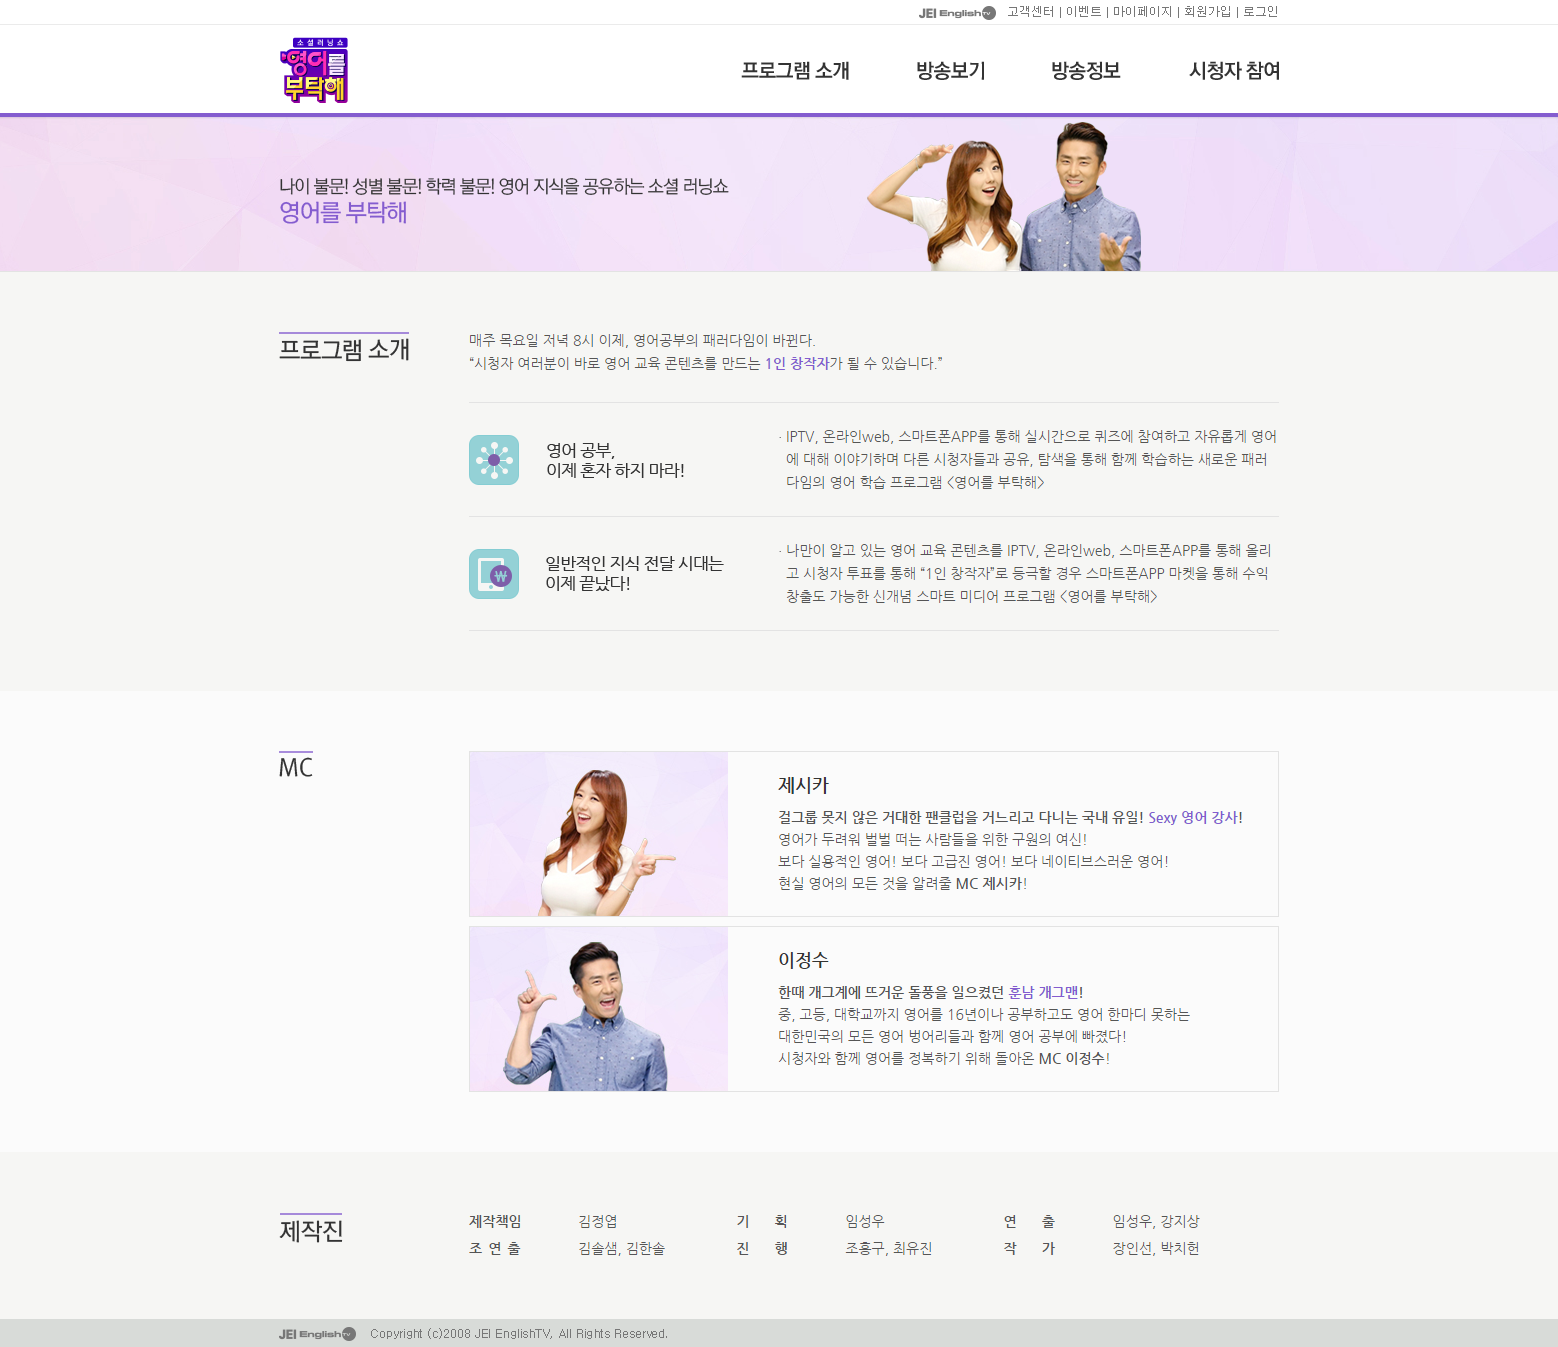 JEI EnglishTV 고객센터 | 이벤트 | 마이페이지 | 회원가입 | 로그인
소셜러닝쇼
영어를
부탁해
프로그램 소개 방송보기 방송정보 시청자 참여
나이 불문! 성별 불문! 학력 불문! 영어 지식을 공유하는 소셜 러닝쇼
영어를 부탁해
프로그램 소개
매주 목요일 저녁 8시 이제, 영어공부의 패러다임이 바뀐다.
“시청자 여러분이 바로 영어 교육 콘텐츠를 만드는 1인 창작자가 될 수 있습니다.”
영어 공부,
이제 혼자 하지 마라!
· IPTV, 온라인web, 스마트폰APP를 통해 실시간으로 퀴즈에 참여하고 자유롭게 영어
에 대해 이야기하며 다른 시청자들과 공유, 탐색을 통해 함께 학습하는 새로운 패러
다임의 영어 학습 프로그램 <영어를 부탁해>
₩
일반적인 지식 전달 시대는
이제 끝났다!
· 나만이 알고 있는 영어 교육 콘텐츠를 IPTV, 온라인web, 스마트폰APP를 통해 올리
고 시청자 투표를 통해 “1인 창작자”로 등극할 경우 스마트폰APP 마켓을 통해 수익
창출도 가능한 신개념 스마트 미디어 프로그램 <영어를 부탁해>
MC
제시카
걸그룹 못지 않은 거대한 팬클럽을 거느리고 다니는 국내 유일! Sexy 영어 강사!
영어가 두려워 벌벌 떠는 사람들을 위한 구원의 여신!
보다 실용적인 영어! 보다 고급진 영어! 보다 네이티브스러운 영어!
현실 영어의 모든 것을 알려줄 MC 제시카!
이정수
한때 개그계에 뜨거운 돌풍을 일으켰던 훈남 개그맨!
중, 고등, 대학교까지 영어를 16년이나 공부하고도 영어 한마디 못하는
대한민국의 모든 영어 벙어리들과 함께 영어 공부에 빠졌다!
시청자와 함께 영어를 정복하기 위해 돌아온 MC 이정수!
제작진
제작책임 김정엽 기 획 임성우 연 출 임성우, 강지상
조 연 출 김솔샘, 김한솔 진 행 조홍구, 최유진 작 가 장인선, 박치헌
JEI EnglishTV Copyright (c)2008 JEI EnglishTV, All Rights Reserved.